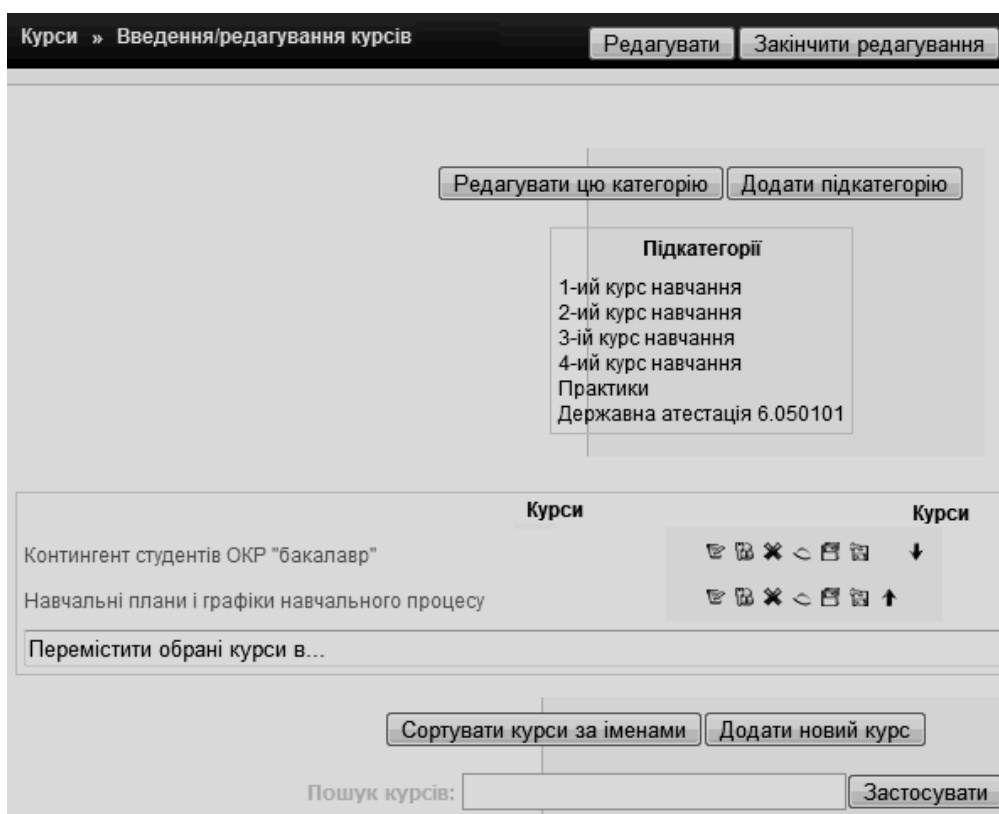 Курси » Введення/редагування курсів Редагувати Закінчити редагування
Редагувати цю категорію Додати підкатегорію
Підкатегорії
1-ий курс навчання
2-ий курс навчання
3-ій курс навчання
4-ий курс навчання
Практики
Державна атестація 6.050101
Курси Курси
Контингент студентів ОКР "бакалавр"
Навчальні плани і графіки навчального процесу
Перемістити обрані курси в...
Сортувати курси за іменами Додати новий курс
Пошук курсів: Застосувати